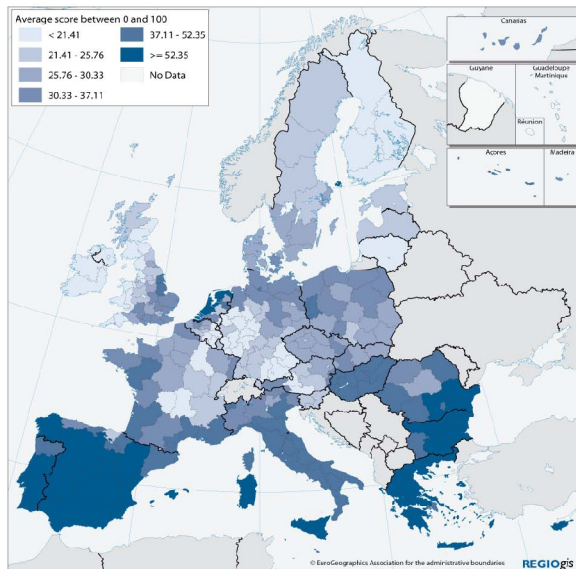 Average score between 0 and 100
< 21.41
21.41 - 25.76
25.76 - 30.33
30.33 - 37.11
37.11 - 52.35
>= 52.35
No Data
Canarias
Guyane
Guadeloupe
Martinique
Réunion
Açores
Madeira
© EuroGeographics Association for the administrative boundaries
REGIOgis